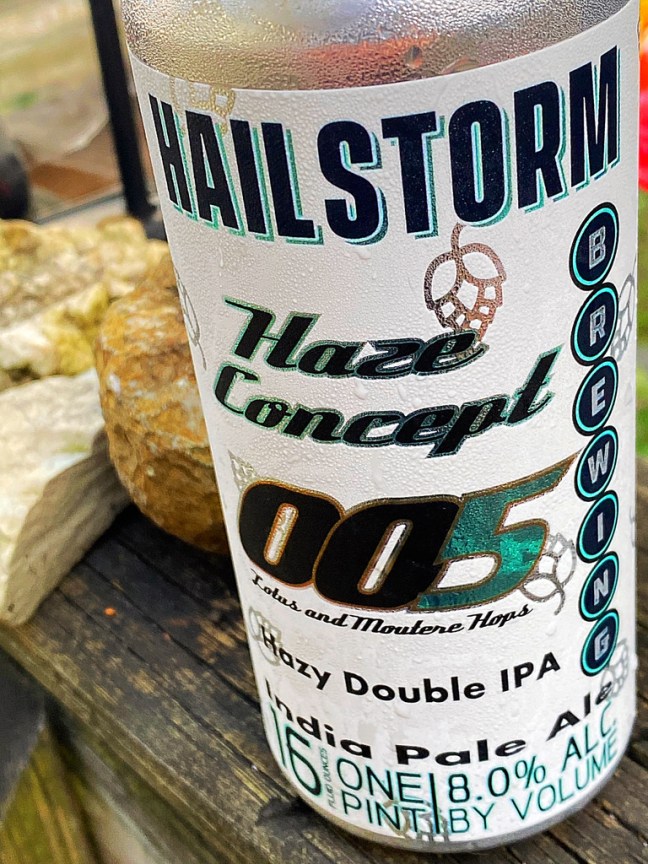 HAILSTORM
BREWING
Haze
Concept
005
Lotus and Moutere Hops
Hazy Double IPA
India Pale Ale
16 FLUID OUNCES
ONE PINT
8.0% ALC
BY VOLUME